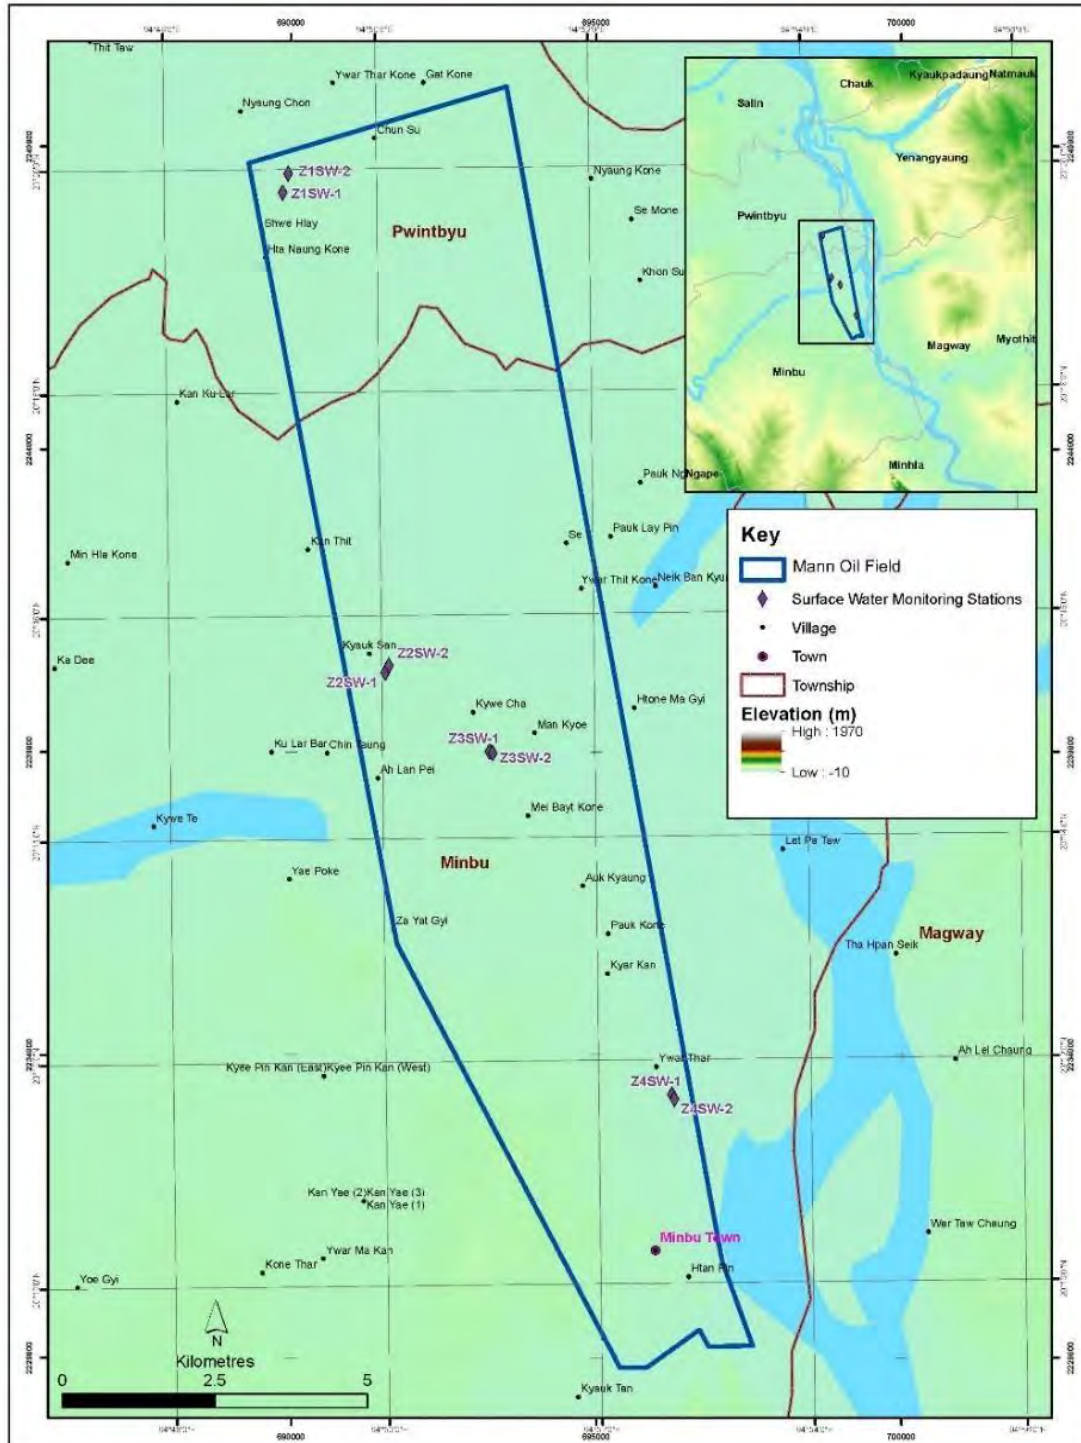 690000
695000
700000
Thit Taw
Ywar Thar Kone
Gat Kone
Nyaung Chon
Chun Su
Z1SW-2
Z1SW-1
Shwe Hlay
Hta Naung Kone
Pwintbyu
Nyaung Kone
Se Mone
Khon Su
Kan Ku Lar
Pauk Ng
Min Hla Kone
Kan Thit
Se
Pauk Lay Pin
Ywar Thit Kone
Neik Ban Kyu
Ka Dee
Kyauk San
Z2SW-2
Z2SW-1
Kywe Cha
Htone Ma Gyi
Man Kyoe
Z3SW-1
Z3SW-2
Ku Lar Bar
Chin Taung
Ah Lan Pei
Mei Bayt Kone
Kywe Te
Let Pa Taw
Minbu
Yae Poke
Auk Kyaung
Za Yat Gyi
Pauk Kone
Magway
Tha Hpan Seik
Kyar Kan
Ywar Thar
Ah Lel Chaung
Kyee Pin Kan (East)
Kyee Pin Kan (West)
Z4SW-1
Z4SW-2
Kan Yae (2)
Kan Yae (3)
Kan Yae (1)
Minbu Town
War Taw Chaung
Ywar Ma Kan
Kone Thar
Htan Pin
Yoe Gyi
Kyauk Tan
N
Kilometres
0
2.5
5
690000
695000
700000
2244000
2244000
Chauk
Kyaukpadaung
Natmauk
Salin
Yenangyaung
Pwintbyu
Magway
Myothit
Minbu
Ngape
Minhla
Key
Mann Oil Field
Surface Water Monitoring Stations
Village
Town
Township
Elevation (m)
High : 1970
Low : -10